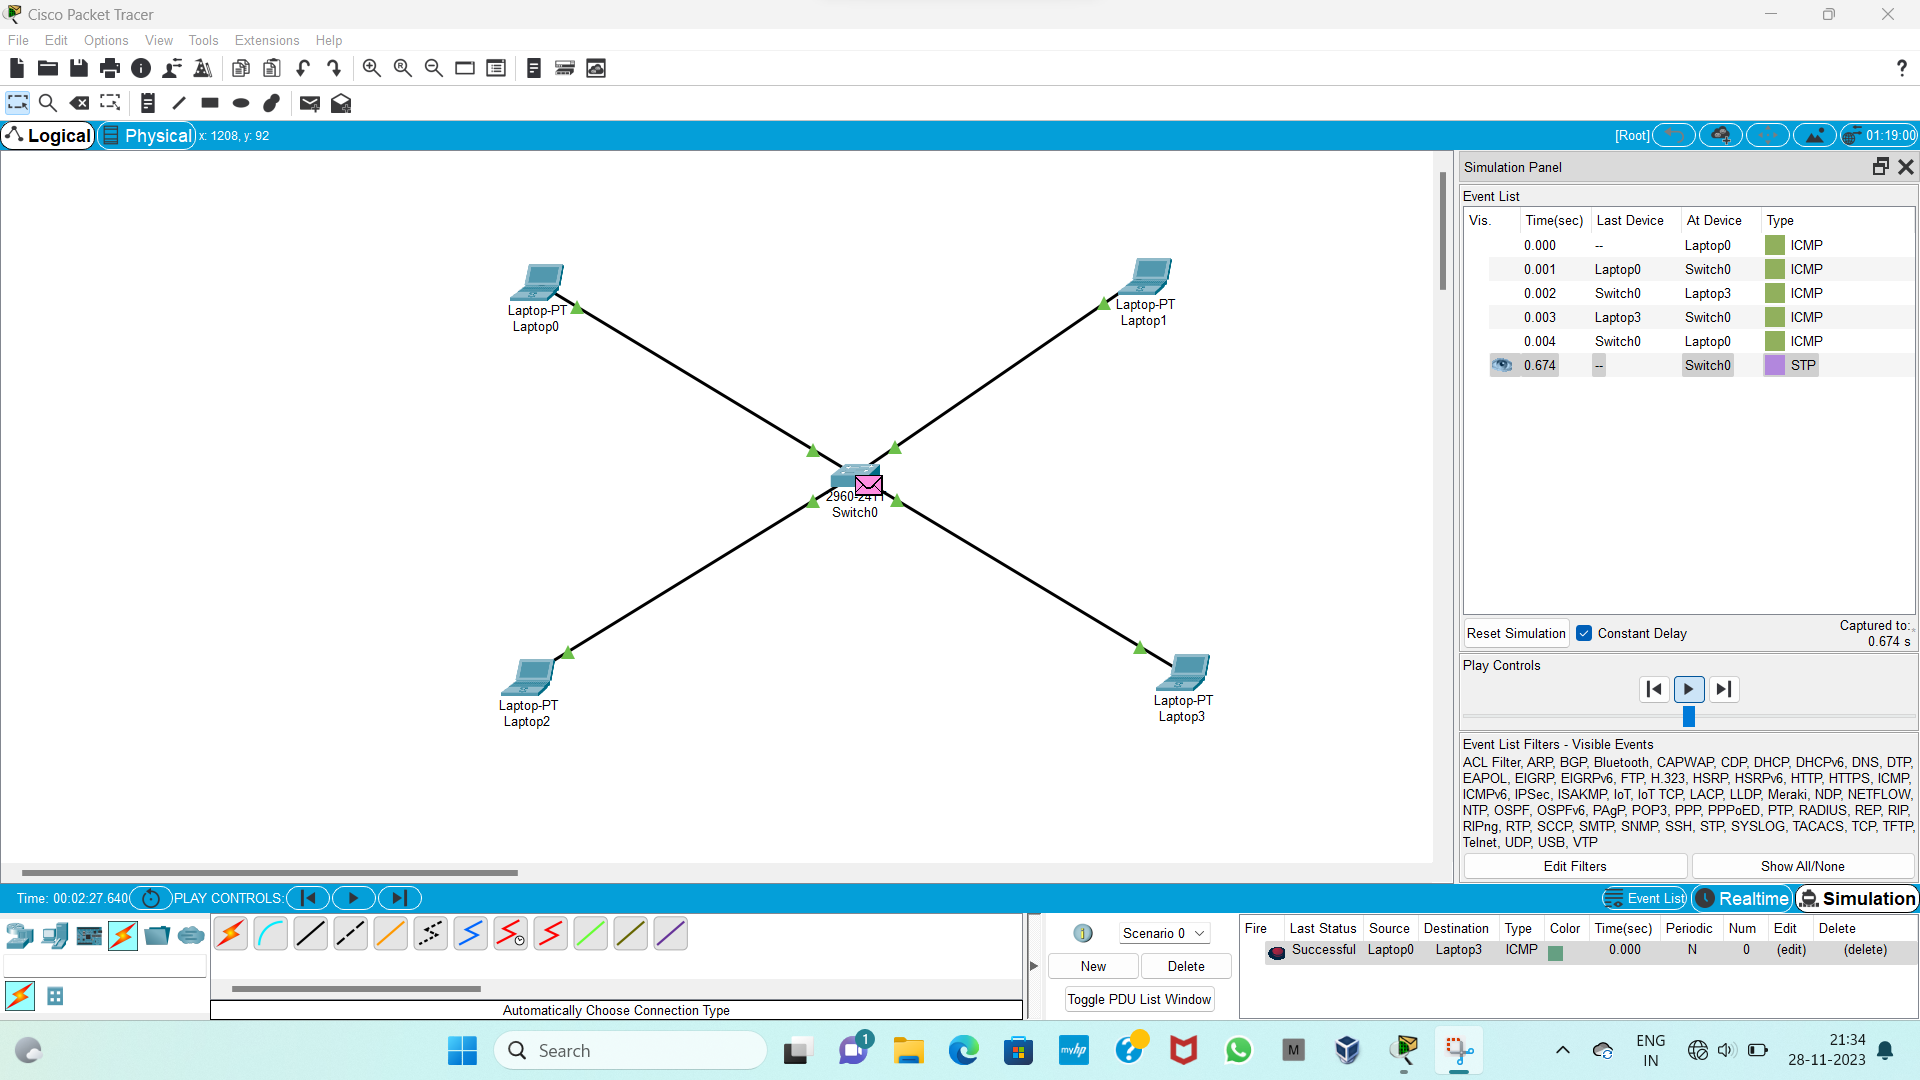 Cisco Packet Tracer
File Edit Options View Tools Extensions Help
?
Logical Physical x: 1208, y: 92 [Root] 01:19:00
Simulation Panel
Event List
Vis. Time(sec) Last Device At Device Type
0.000 -- Laptop0 ICMP
0.001 Laptop0 Switch0 ICMP
0.002 Switch0 Laptop3 ICMP
0.003 Laptop3 Switch0 ICMP
0.004 Switch0 Laptop0 ICMP
0.674 -- Switch0 STP
Laptop-PT
Laptop0
Laptop-PT
Laptop1
Switch0
Laptop-PT
Laptop2
Laptop-PT
Laptop3
Reset Simulation Constant Delay Captured to:
0.674 s
Play Controls
Event List Filters - Visible Events
ACL Filter, ARP, BGP, Bluetooth, CAPWAP, CDP, DHCP, DHCPv6, DNS, DTP,
EAPOL, EIGRP, EIGRPv6, FTP, H.323, HSRP, HSRPv6, HTTP, HTTPS, ICMP,
ICMPv6, IPSec, ISAKMP, IoT, IoT TCP, LACP, LLDP, Meraki, NDP, NETFLOW,
NTP, OSPF, OSPFv6, PAgP, POP3, PPP, PPPoED, PTP, RADIUS, REP, RIP,
RIPng, RTP, SCCP, SMTP, SNMP, SSH, STP, SYSLOG, TACACS, TCP, TFTP,
Telnet, UDP, USB, VTP
Edit Filters Show All/None
Time: 00:02:27.640 PLAY CONTROLS: Event List Realtime Simulation
Scenario 0
New Delete
Toggle PDU List Window
Fire Last Status Source Destination Type Color Time(sec) Periodic Num Edit Delete
Successful Laptop0 Laptop3 ICMP 0.000 N 0 (edit) (delete)
Automatically Choose Connection Type
Search
1
myhp
M
ENG
IN
21:34
28-11-2023